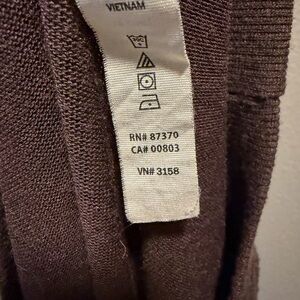 VIETNAM
RN# 87370
CA# 00803
VN# 3158